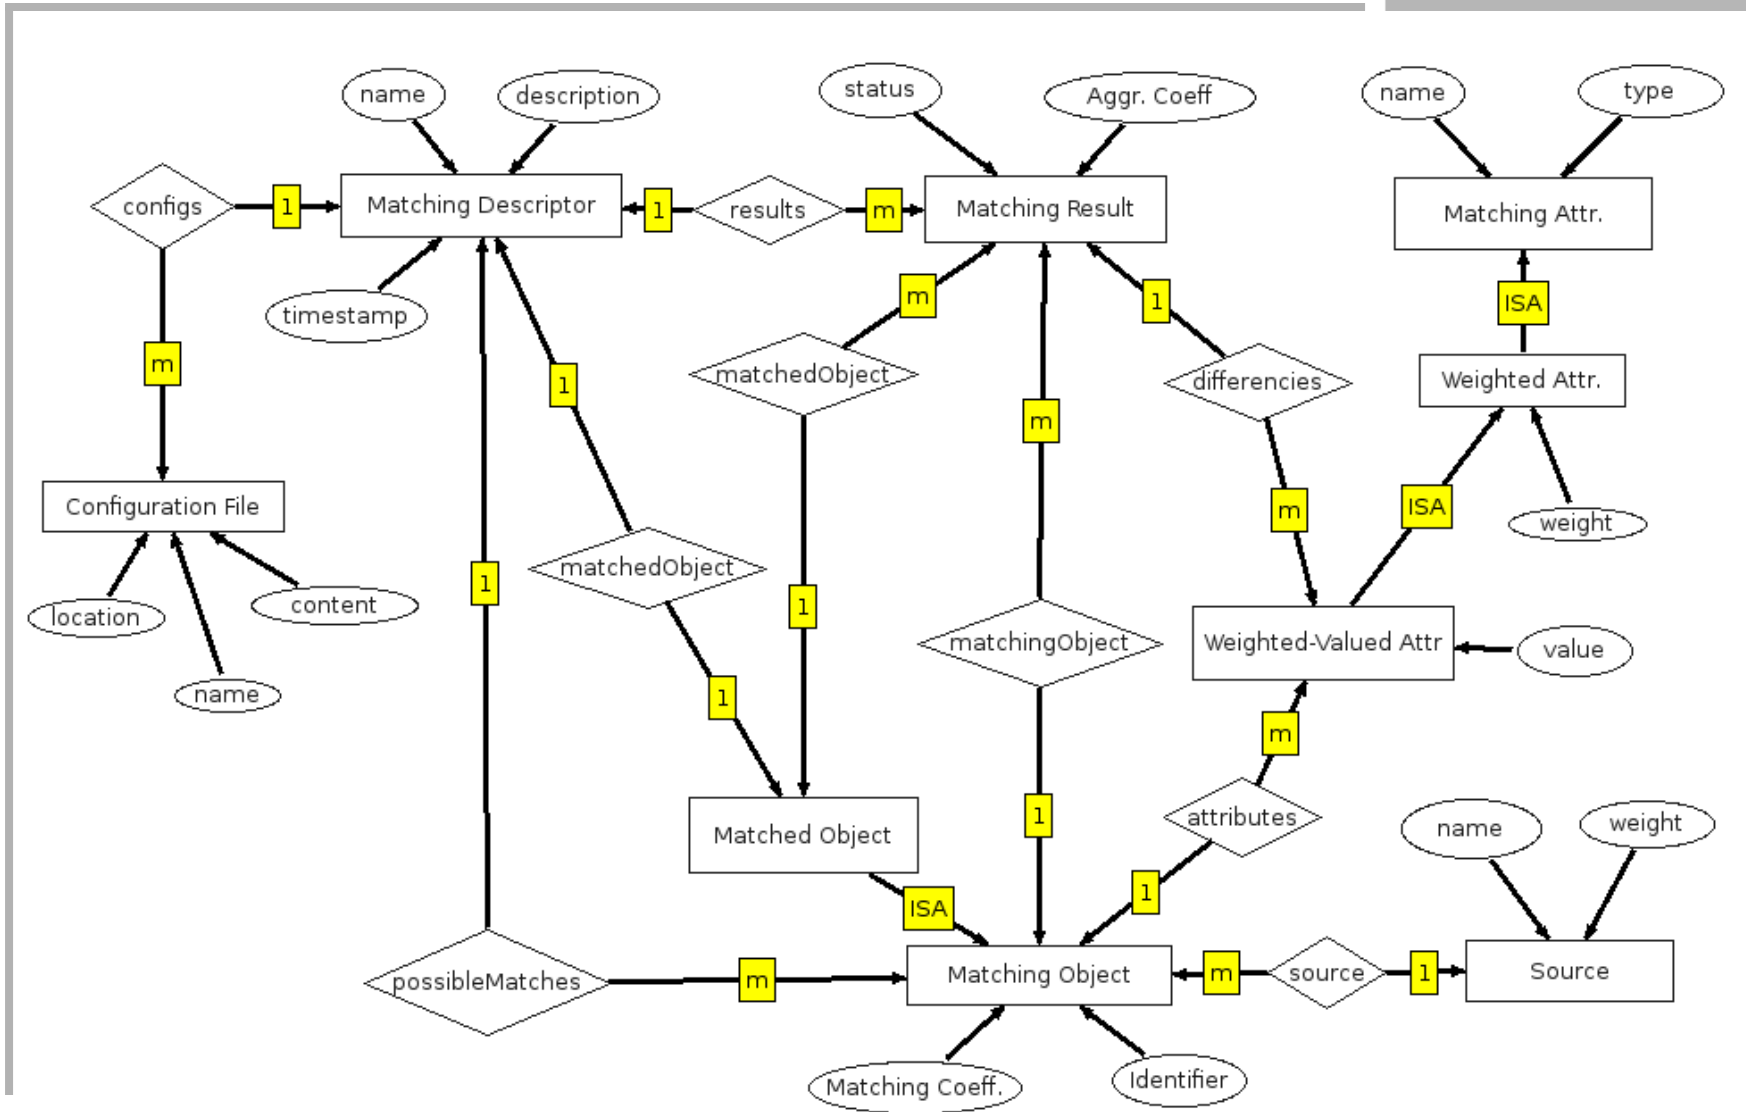 name
description
status
Aggr. Coeff
name
type
configs
1
Matching Descriptor
1
results
m
Matching Result
Matching Attr.
timestamp
m
1
ISA
m
1
matchedObject
differencies
Weighted Attr.
m
Configuration File
m
ISA
weight
matchedObject
1
1
location
content
matchingObject
Weighted-Valued Attr
value
name
1
m
1
attributes
name
weight
Matched Object
ISA
1
possibleMatches
m
Matching Object
m
source
1
Source
Matching Coeff.
Identifier